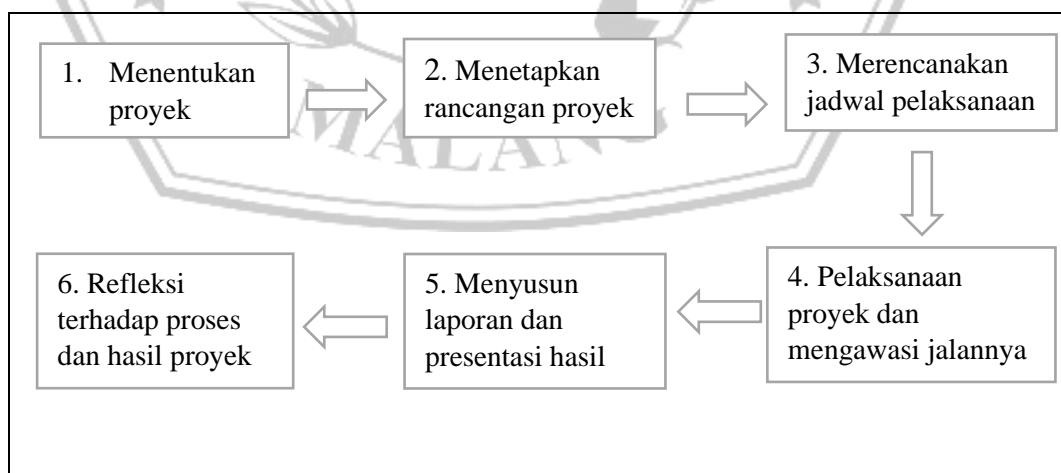 1. Menentukan
proyek
2. Menetapkan
rancangan proyek
3. Merencanakan
jadwal pelaksanaan
4. Pelaksanaan
proyek dan
mengawasi jalannya
5. Menyusun
laporan dan
presentasi hasil
6. Refleksi
terhadap proses
dan hasil proyek
MALANG